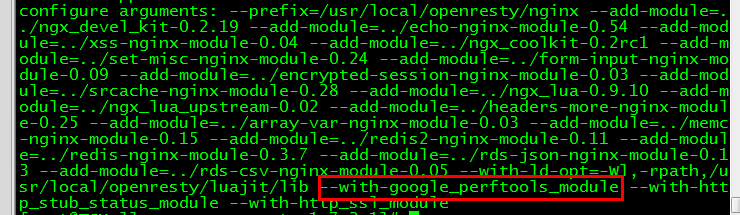 configure arguments: --prefix=/usr/local/openresty/nginx --add-module=.
./ngx_devel_kit-0.2.19 --add-module=../echo-nginx-module-0.54 --add-mod
ule=../xss-nginx-module-0.04 --add-module=../ngx_coolkit-0.2rc1 --add-m
odule=../set-misc-nginx-module-0.24 --add-module=../form-input-nginx-mo
dule-0.09 --add-module=../encrypted-session-nginx-module-0.03 --add-mod
ule=../srcache-nginx-module-0.28 --add-module=../ngx_lua-0.9.10 --add-m
odule=../ngx_lua_upstream-0.02 --add-module=../headers-more-nginx-modul
e-0.25 --add-module=../array-var-nginx-module-0.03 --add-module=../memc
-nginx-module-0.15 --add-module=../redis2-nginx-module-0.11 --add-modul
e=../redis-nginx-module-0.3.7 --add-module=../rds-json-nginx-module-0.1
3 --add-module=../rds-csv-nginx-module-0.05 --with-ld-opt=-Wl,-rpath,/u
sr/local/openresty/luajit/lib --with-google_perftools_module --with-htt
p_stub_status_module --with-http_ssl_module